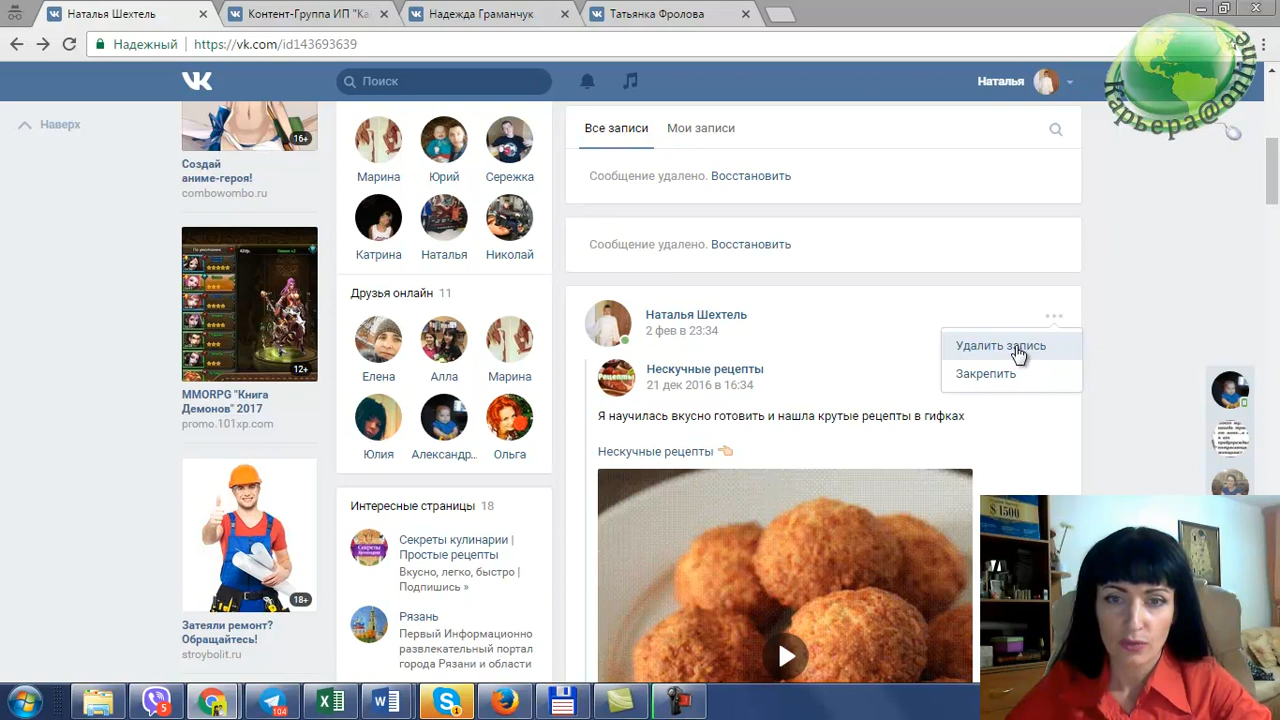 Наталья Шехтель
Контент-Группа ИП "Ка
Надежда Граманчук
Татьянка Фролова
Надежный
https://vk.com/id143693639
Поиск
Наталья
карьера@online
Наверх
16+
Создай
аниме-героя!
combowombo.ru
12+
MMORPG "Книга
Демонов" 2017
promo.101xp.com
18+
Затеяли ремонт?
Обращайтесь!
stroybolit.ru
Марина
Юрий
Сережка
Катрина
Наталья
Николай
Друзья онлайн 11
Елена
Алла
Марина
Юлия
Александр...
Ольга
Интересные страницы 18
Секреты кулинарии |
Простые рецепты
Вкусно, легко, быстро |
Подпишись »
Рязань
Первый Информационно
развлекательный портал
города Рязани и области
Все записи
Мои записи
Сообщение удалено. Восстановить
Сообщение удалено. Восстановить
Наталья Шехтель
2 фев в 23:34
Удалить запись
Закрепить
Нескучные рецепты
21 дек 2016 в 16:34
Я научилась вкусно готовить и нашла крутые рецепты в гифках
Нескучные рецепты
$ 1500
5
104
1